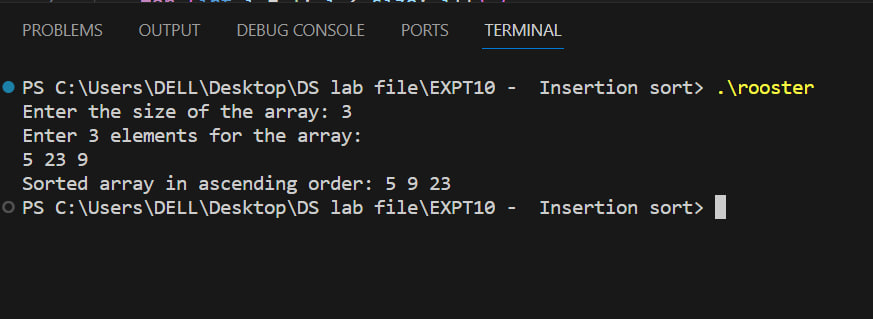 PROBLEMS OUTPUT DEBUG CONSOLE PORTS TERMINAL
PS C:\Users\DELL\Desktop\DS lab file\EXPT10 -  Insertion sort> .\rooster
Enter the size of the array: 3
Enter 3 elements for the array:
5 23 9
Sorted array in ascending order: 5 9 23
PS C:\Users\DELL\Desktop\DS lab file\EXPT10 -  Insertion sort>